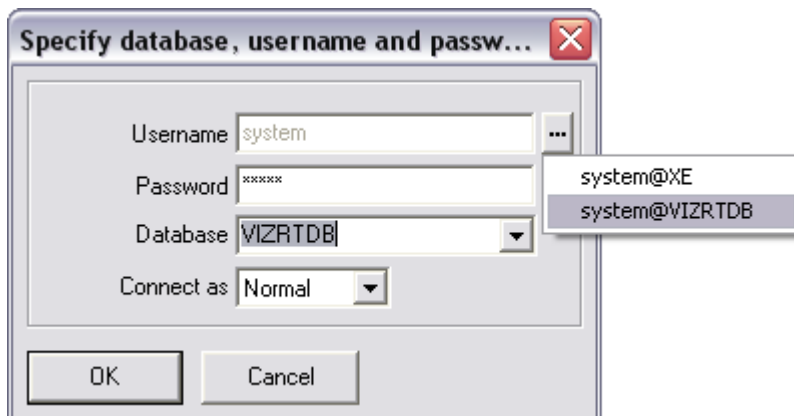 Specify database, username and passw...
Username system ...
system@XE
Password *****
system@VIZRTDB
Database VIZRTDB
Connect as Normal
OK Cancel